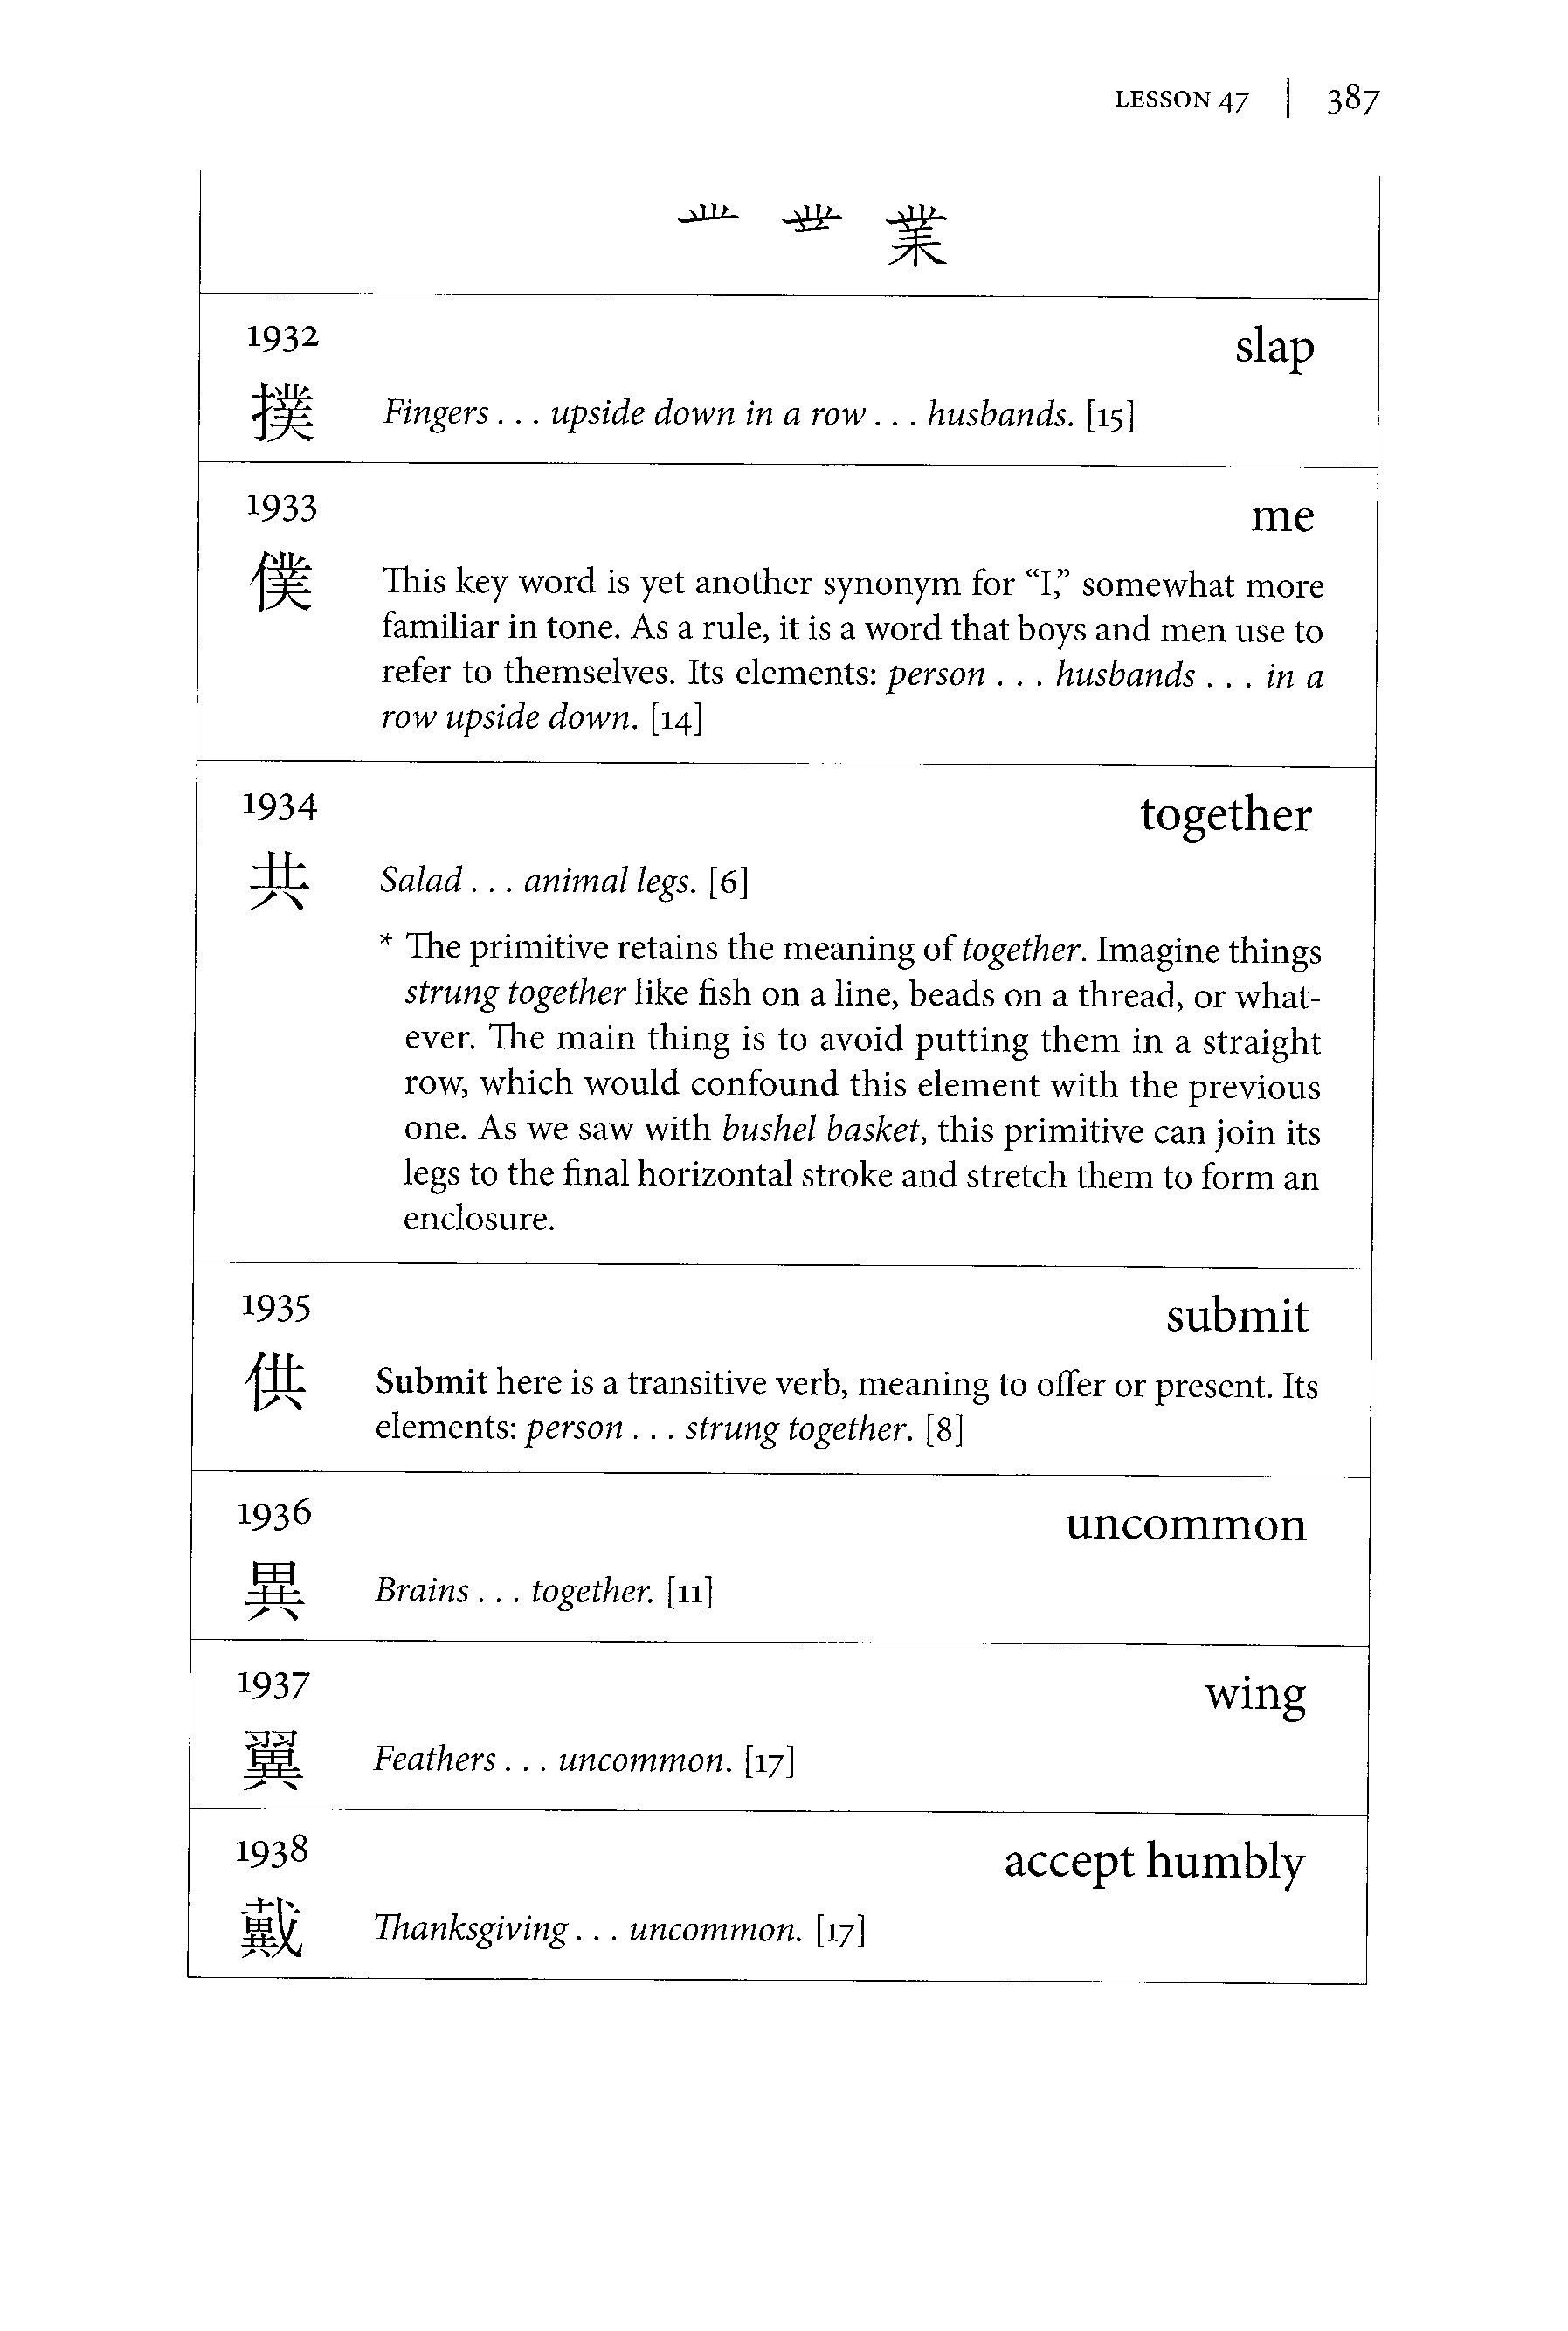 LESSON 47 | 387
业 业 業
1932 slap
撲 Fingers . . . upside down in a row . . . husbands. [15]
1933 me
僕 This key word is yet another synonym for “I,” somewhat more
familiar in tone. As a rule, it is a word that boys and men use to
refer to themselves. Its elements: person . . . husbands . . . in a
row upside down. [14]
1934 together
共 Salad . . . animal legs. [6]
* The primitive retains the meaning of together. Imagine things
strung together like fish on a line, beads on a thread, or what-
ever. The main thing is to avoid putting them in a straight
row, which would confound this element with the previous
one. As we saw with bushel basket, this primitive can join its
legs to the final horizontal stroke and stretch them to form an
enclosure.
1935 submit
供 Submit here is a transitive verb, meaning to offer or present. Its
elements: person . . . strung together. [8]
1936 uncommon
異 Brains . . . together. [11]
1937 wing
翼 Feathers . . . uncommon. [17]
1938 accept humbly
戴 Thanksgiving . . . uncommon. [17]